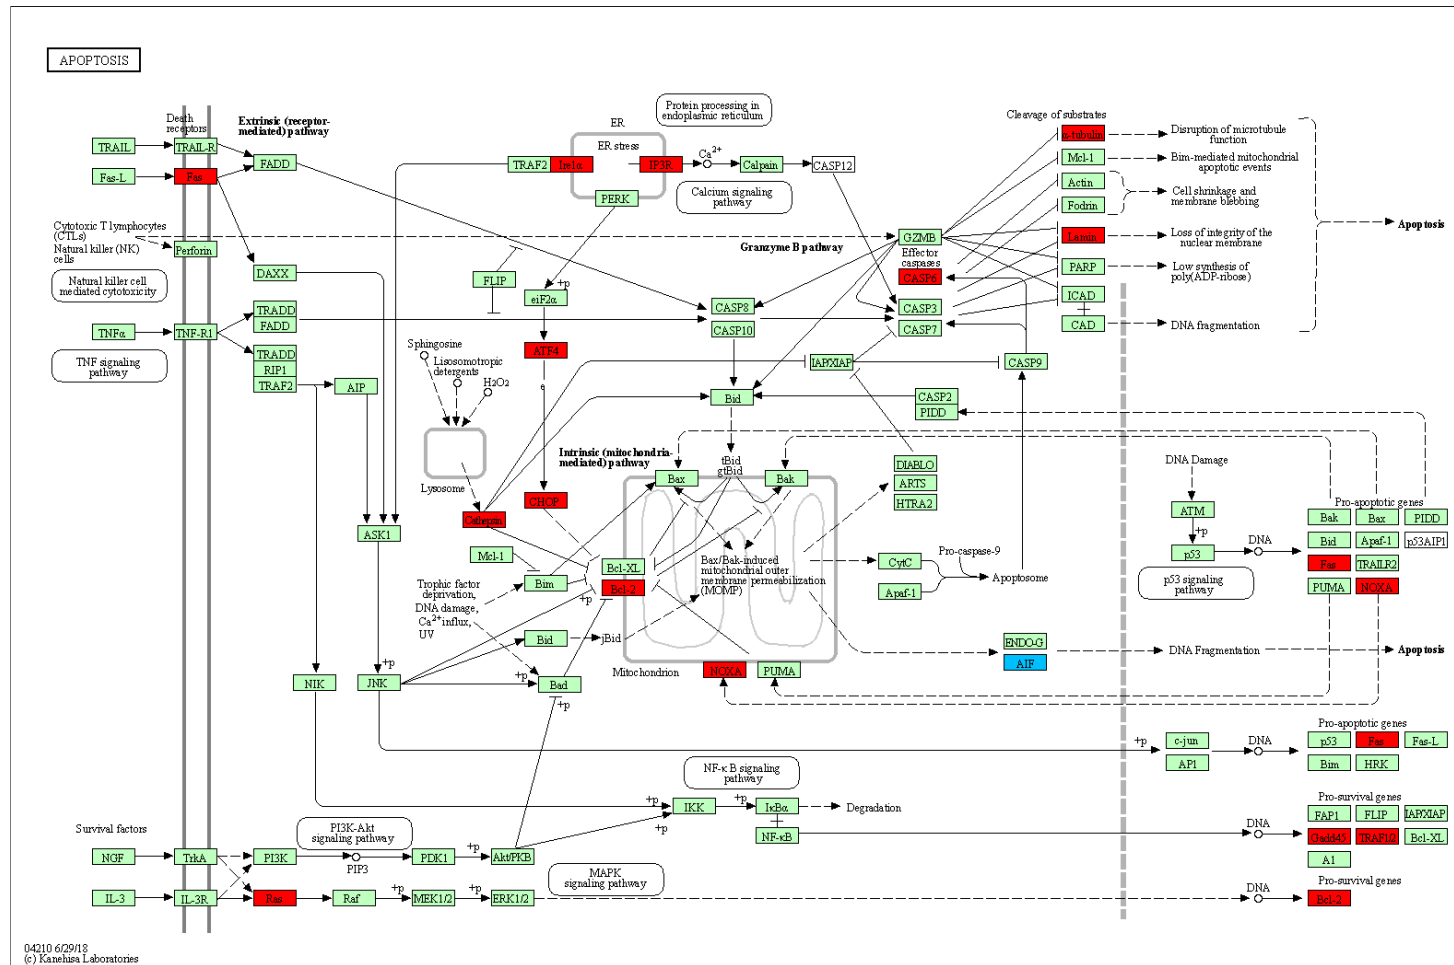 APOPTOSIS
Death
receptors
Extrinsic (receptor-
mediated) pathway
TRAIL
TRAIL-R
FADD
Fas-L
Fas
Cytotoxic T lymphocytes
(CTLs)
Natural killer (NK)
cells
Perforin
Natural killer cell
mediated cytotoxicity
DAXX
TNFα
TNF-R1
TRADD
FADD
TNF signaling
pathway
TRADD
RIP1
TRAF2
AIP
ASK1
ER
Protein processing in
endoplasmic reticulum
ER stress
TRAF2
Ire1α
IP3R
Ca2+
Calpain
CASP12
PERK
Calcium signaling
pathway
FLIP
+p
eiF2α
ATF4
e
CHOP
Sphingosine
Lisosomotropic
detergents
H2O2
Lysosome
Cathepsin
Granzyme B pathway
GZMB
Effector
caspases
CASP6
CASP3
CASP7
CASP8
CASP10
IAP/XIAP
CASP9
Bid
CASP2
PIDD
Cleavage of substrates
α-tubulin
Disruption of microtubule
function
Mcl-1
Bim-mediated mitochondrial
apoptotic events
Actin
Fodrin
Cell shrinkage and
membrane blebbing
Lamin
Loss of integrity of the
nuclear membrane
PARP
Low synthesis of
poly(ADP-ribose)
ICAD
CAD
DNA fragmentation
Apoptosis
Intrinsic (mitochondria-
mediated) pathway
tBid
gtBid
Bax
Bak
DIABLO
ARTS
HTRA2
Mcl-1
Bim
Bcl-XL
Bcl-2
Bax/Bak-induced
mitochondrial outer
membrane permeabilization
(MOMP)
CytC
Apaf-1
Pro-caspase-9
Apoptosome
Trophic factor
deprivation,
DNA damage,
Ca2+ influx,
UV
+p
Bid
jBid
+p
+p
Bad
+p
Mitochondrion
NOXA
PUMA
ENDO-G
AIF
DNA Fragmentation
Apoptosis
DNA Damage
ATM
+p
p53
p53 signaling
pathway
DNA
Pro-apoptotic genes
Bak
Bax
PIDD
Bid
Apaf-1
p53AIP1
Fas
TRAILR2
PUMA
NOXA
NIK
+p
JNK
+p
c-jun
AP1
DNA
Pro-apoptotic genes
p53
Fas
Fas-L
Bim
HRK
NF-κB signaling
pathway
+p
IKK
+p
IκBα
Degradation
+p
NF-κB
DNA
Pro-survival genes
FAP1
FLIP
IAP/XIAP
Gadd45
TRAF1/2
Bcl-XL
A1
Survival factors
PI3K-Akt
signaling pathway
NGF
TrkA
PI3K
PIP3
PDK1
+p
Akt/PKB
MAPK
signaling pathway
IL-3
IL-3R
Ras
Raf
+p
MEK1/2
+p
ERK1/2
DNA
Pro-survival genes
Bcl-2
04210 6/29/18
(c) Kanehisa Laboratories